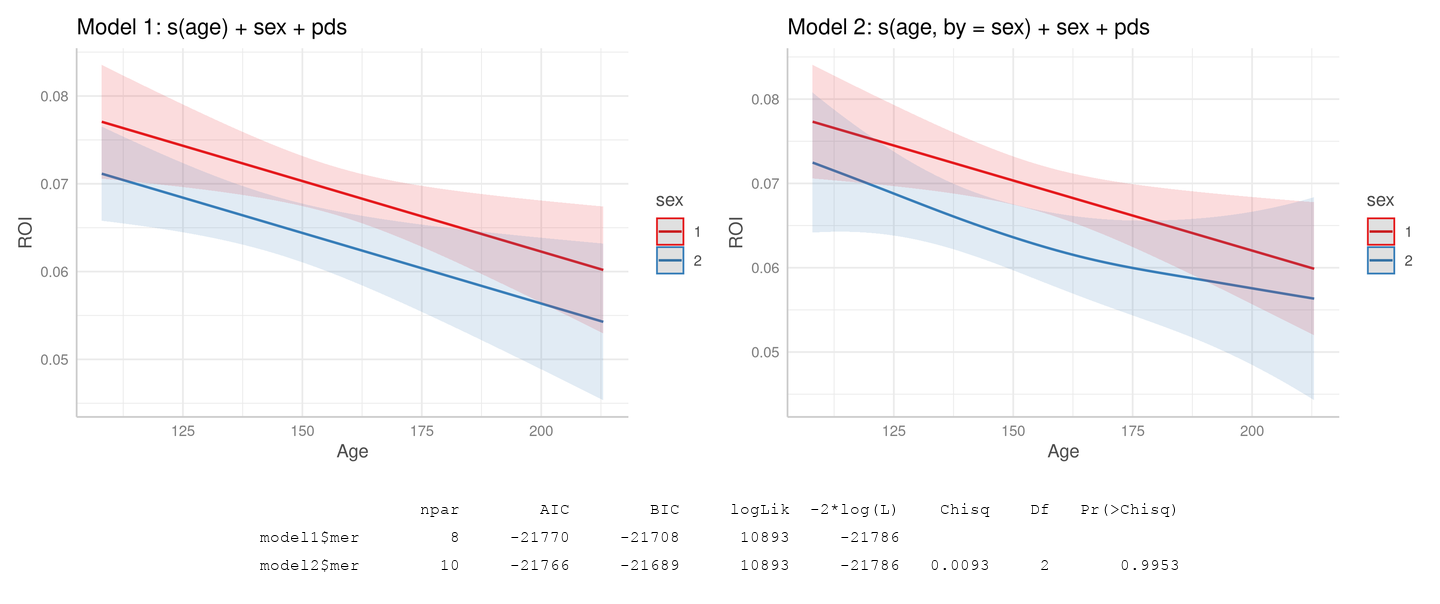 Model 1: s(age) + sex + pds
0.08
0.07
0.06
0.05
ROI
125 150 175 200
Age
sex
1
2
Model 2: s(age, by = sex) + sex + pds
0.08
0.07
0.06
0.05
ROI
125 150 175 200
Age
sex
1
2
npar AIC BIC logLik -2*log(L) Chisq Df Pr(>Chisq)
model1$mer 8 -21770 -21708 10893 -21786
model2$mer 10 -21766 -21689 10893 -21786 0.0093 2 0.9953